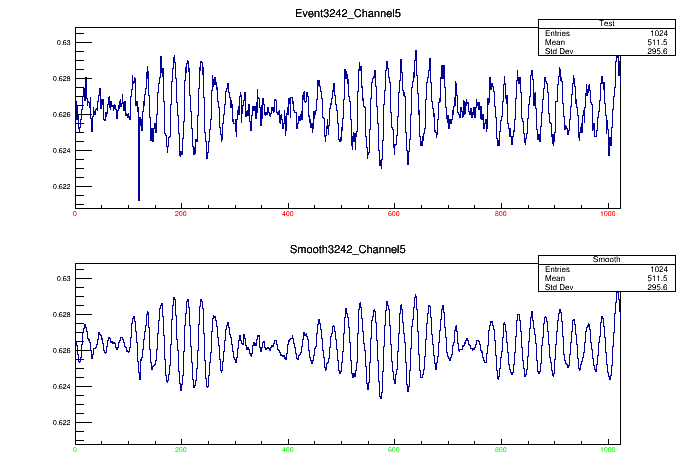 Event3242_Channel5
Test
Entries 1024
Mean 511.5
Std Dev 295.6
0.63
0.628
0.626
0.624
0.622
0 200 400 600 800 1000
Smooth3242_Channel5
Smooth
Entries 1024
Mean 511.5
Std Dev 295.6
0.63
0.628
0.626
0.624
0.622
0 200 400 600 800 1000